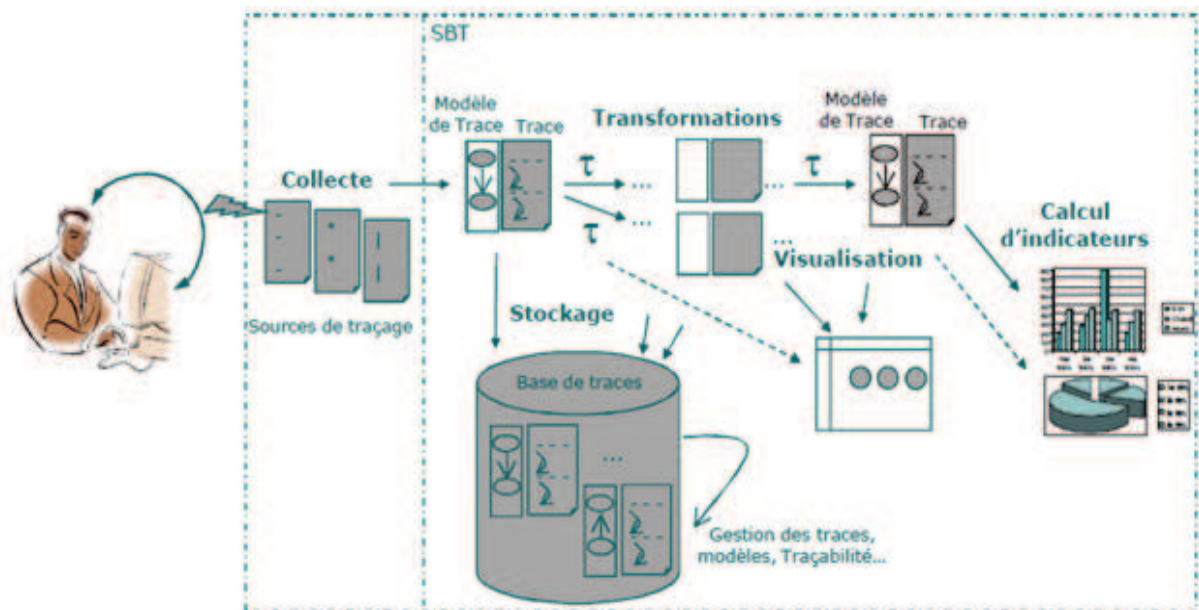 SBT
Modèle
de Trace
Trace
Transformations
Modèle
de Trace
Trace
Collecte
τ
...
...
τ
τ
...
...
Calcul
d'indicateurs
Visualisation
Sources de traçage
Stockage
Base de traces
...
Gestion des traces,
modèles, Traçabilité...